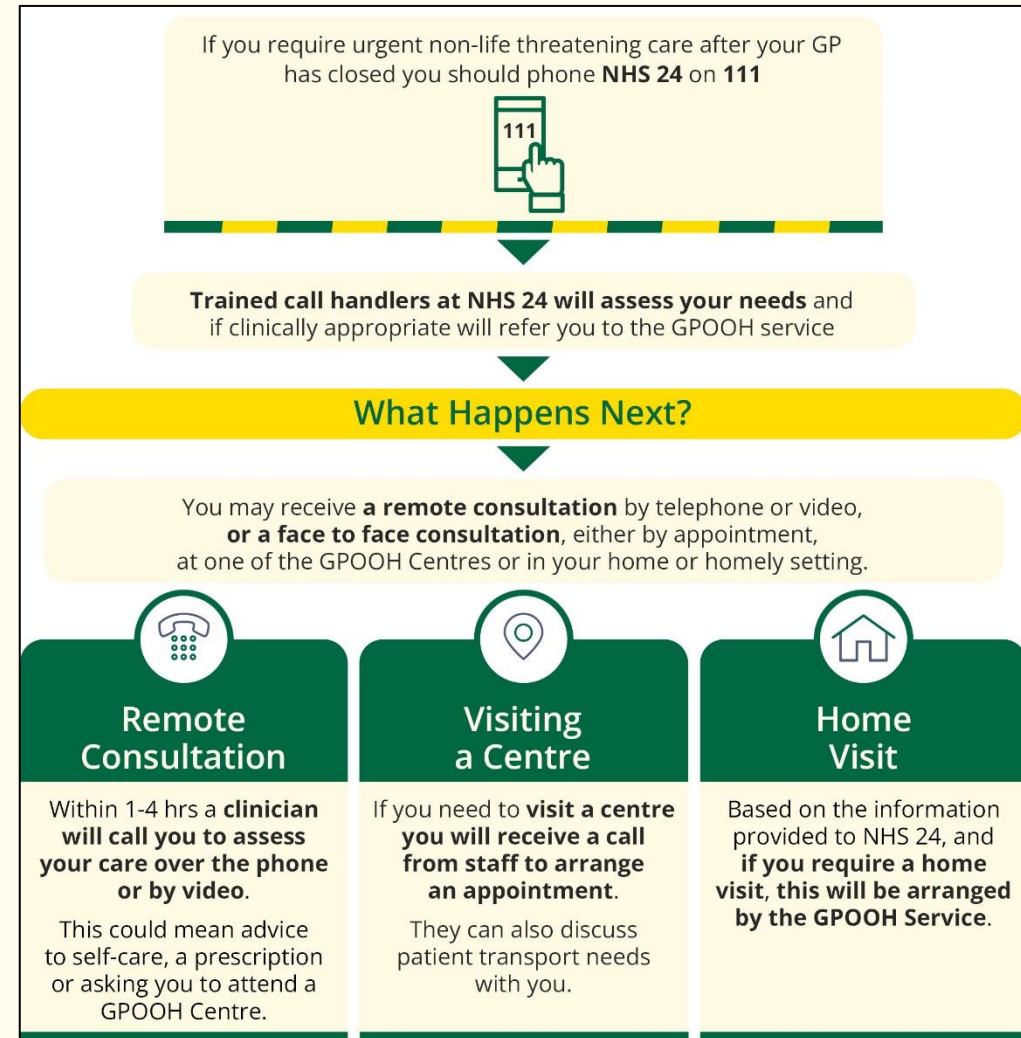 If you require urgent non-life threatening care after your GP
has closed you should phone NHS 24 on 111
111
Trained call handlers at NHS 24 will assess your needs and
if clinically appropriate will refer you to the GPOOH service
What Happens Next?
You may receive a remote consultation by telephone or video,
or a face to face consultation, either by appointment,
at one of the GPOOH Centres or in your home or homely setting.
Remote
Consultation
Within 1-4 hrs a clinician
will call you to assess
your care over the phone
or by video.
This could mean advice
to self-care, a prescription
or asking you to attend a
GPOOH Centre.
Visiting
a Centre
If you need to visit a centre
you will receive a call
from staff to arrange
an appointment.
They can also discuss
patient transport needs
with you.
Home
Visit
Based on the information
provided to NHS 24, and
if you require a home
visit, this will be arranged
by the GPOOH Service.